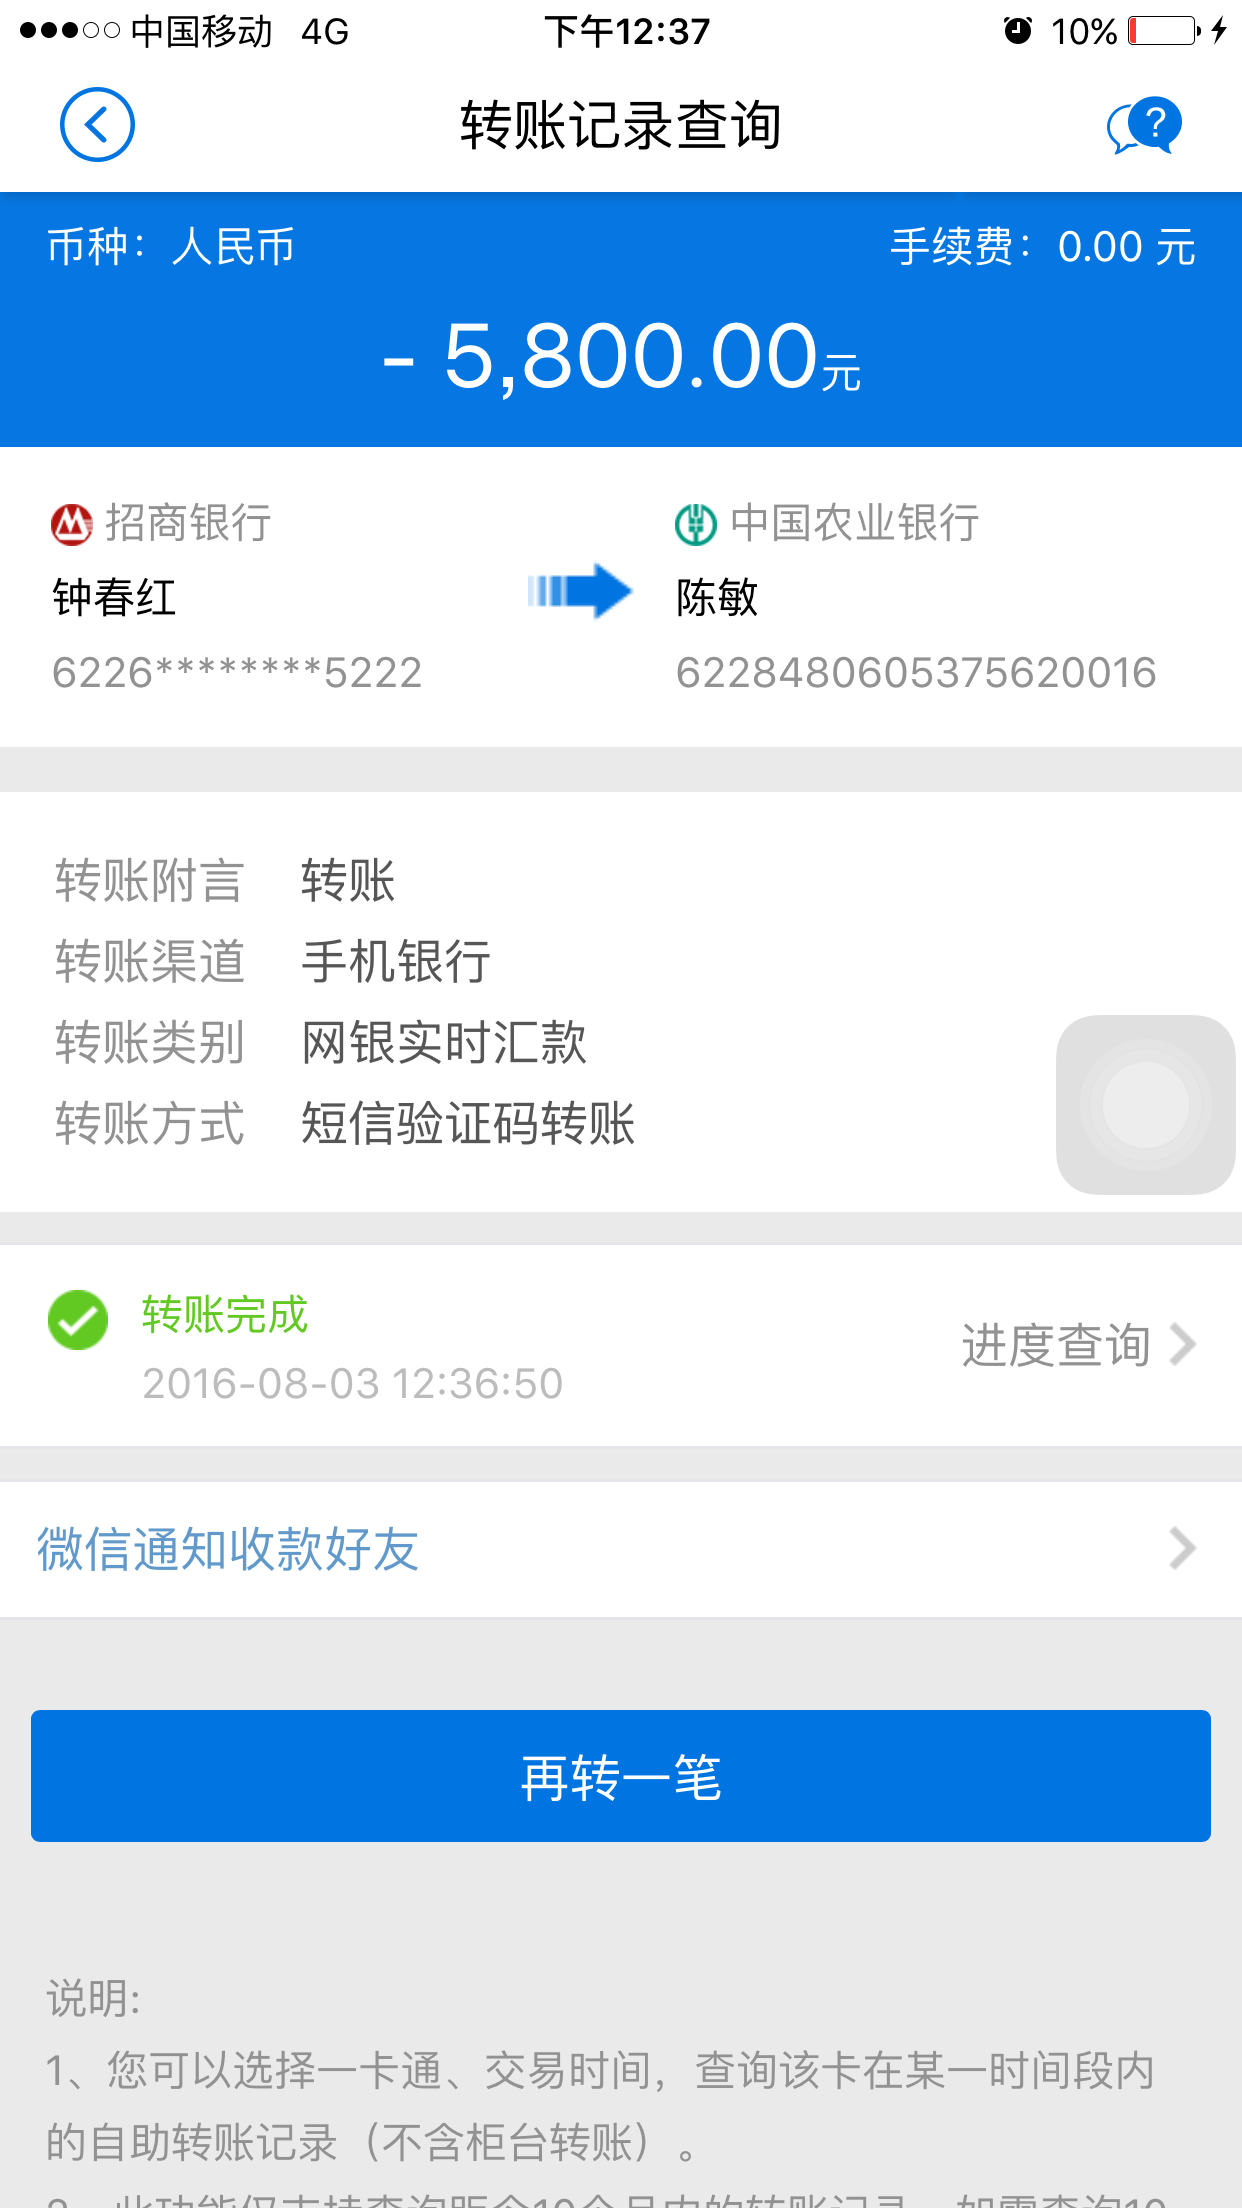 中国移动 4G 下午12:37 10%
转账记录查询
币种：人民币 手续费：0.00 元
- 5,800.00元
招商银行 中国农业银行
钟春红 陈敏
6226********5222 6228480605375620016
转账附言 转账
转账渠道 手机银行
转账类别 网银实时汇款
转账方式 短信验证码转账
转账完成
2016-08-03 12:36:50
进度查询
微信通知收款好友
再转一笔
说明:
1、您可以选择一卡通、交易时间，查询该卡在某一时间段内
的自助转账记录（不含柜台转账）。